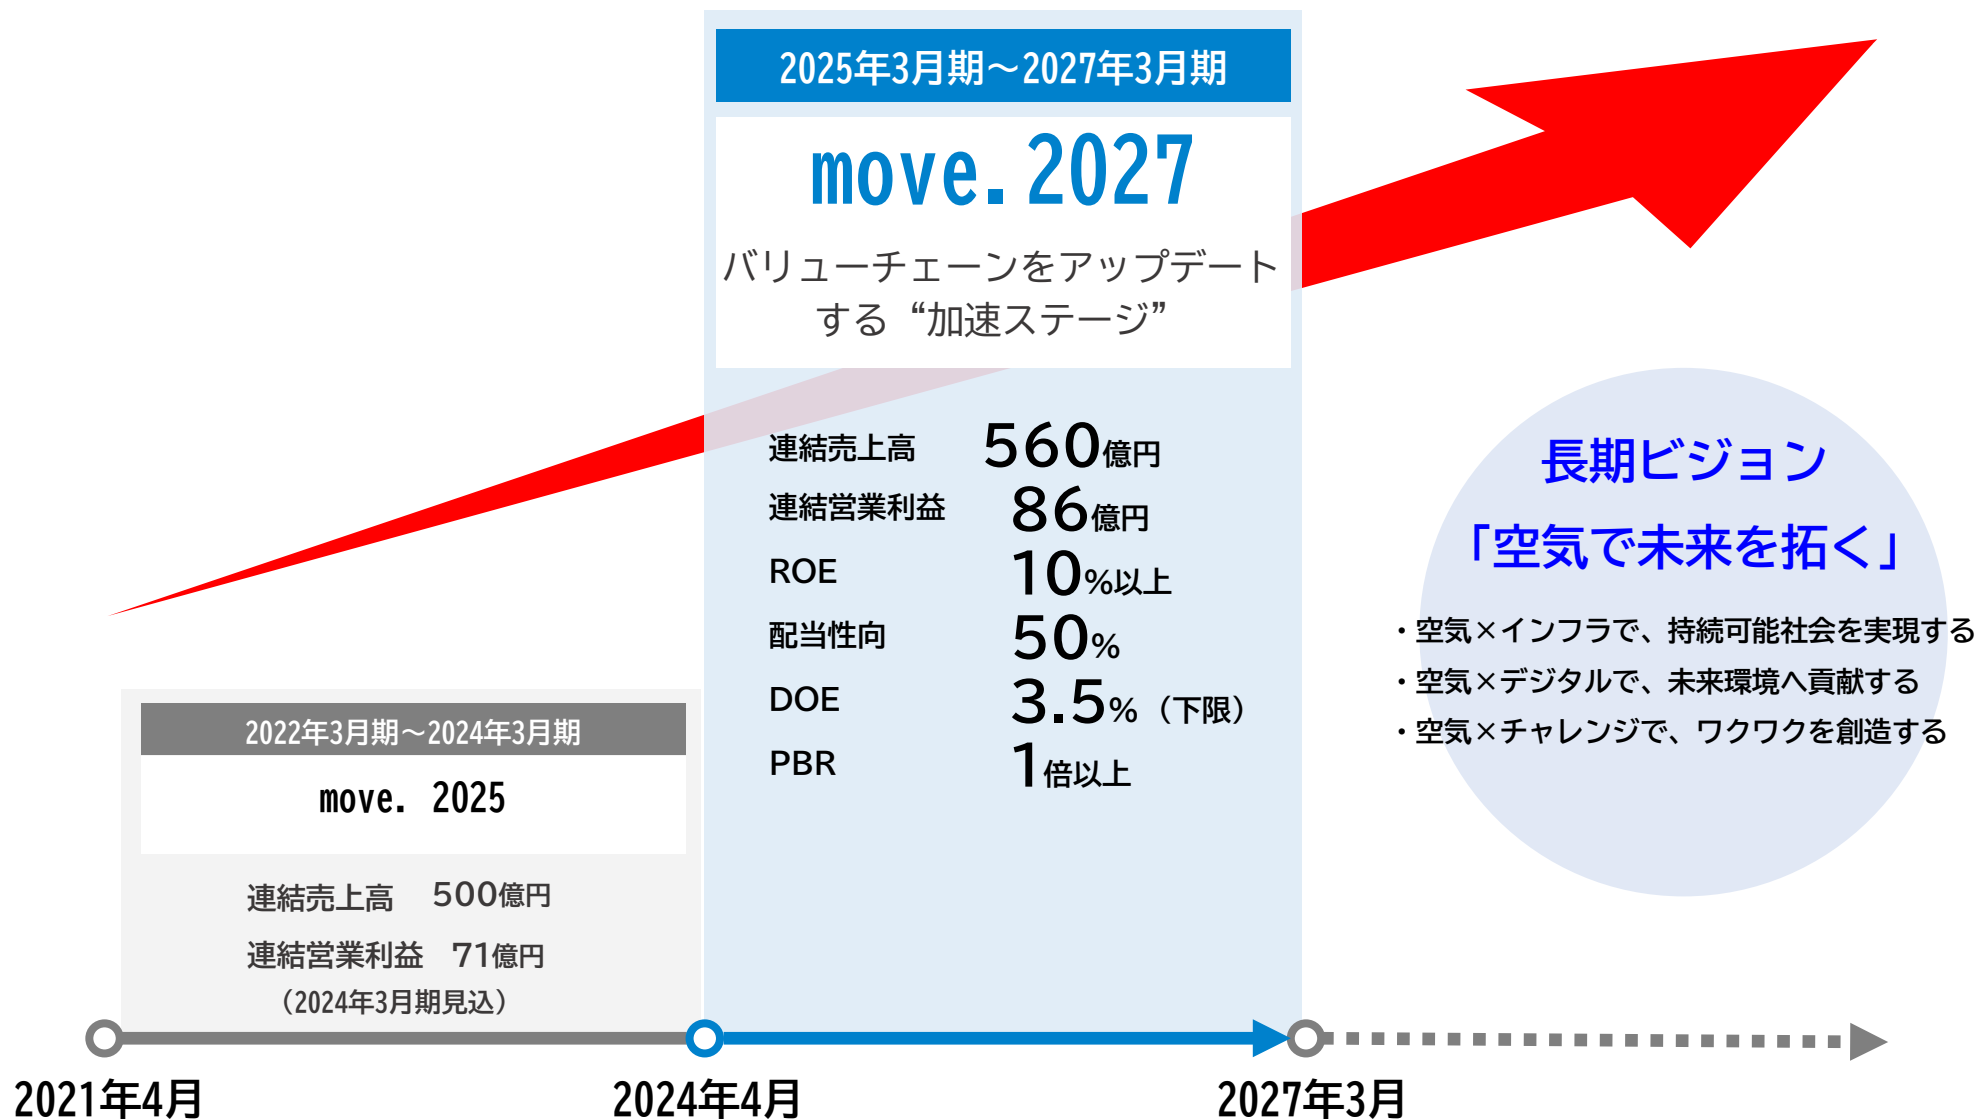 2025年3月期～2027年3月期
move.2027
バリューチェーンをアップデート
する“加速ステージ”
連結売上高 560億円
連結営業利益 86億円
ROE 10%以上
配当性向 50%
DOE 3.5%（下限）
PBR 1倍以上
2022年3月期～2024年3月期
move. 2025
連結売上高 500億円
連結営業利益 71億円
（2024年3月期見込）
長期ビジョン
「空気で未来を拓く」
・空気×インフラで、持続可能社会を実現する
・空気×デジタルで、未来環境へ貢献する
・空気×チャレンジで、ワクワクを創造する
2021年4月
2024年4月
2027年3月